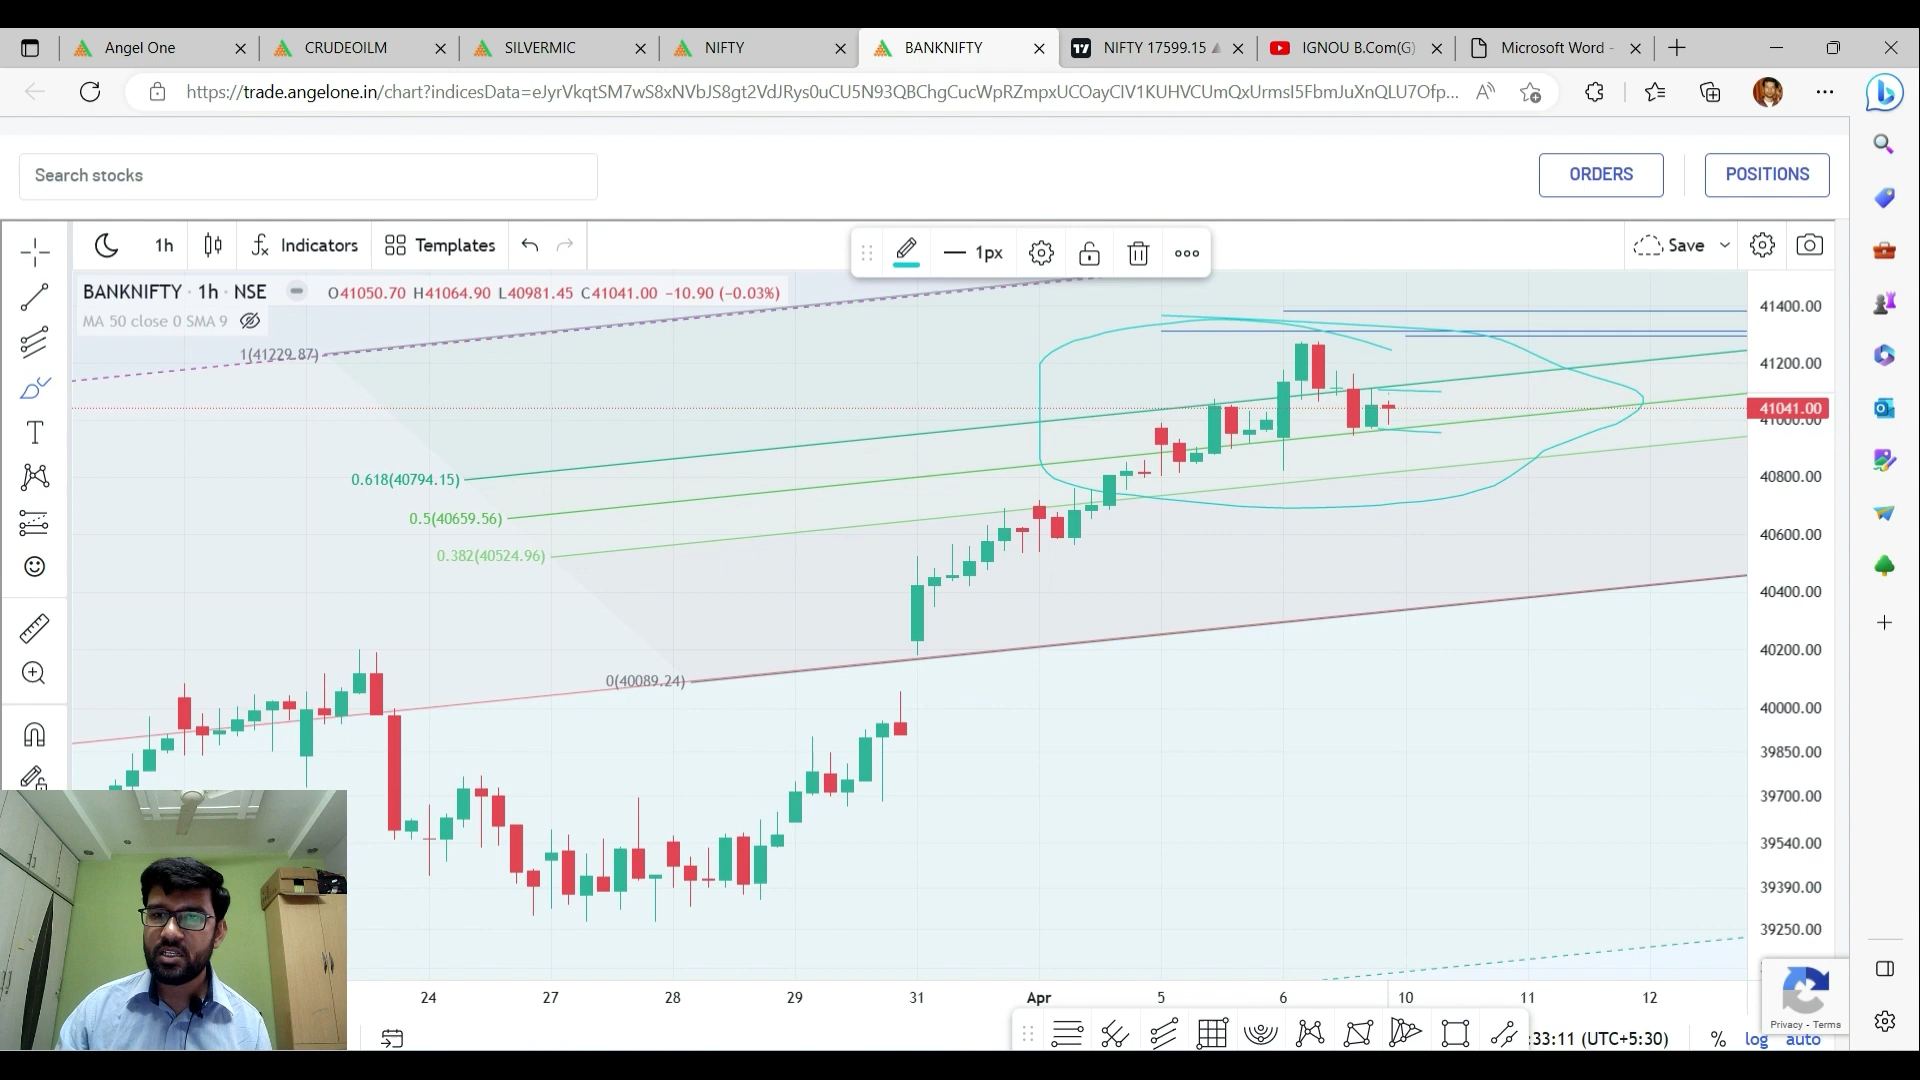 Angel One
CRUDEOILM
SILVERMIC
NIFTY
BANKNIFTY
NIFTY 17599.15
IGNOU B.Com(G)
Microsoft Word -
https://trade.angelone.in/chart?indicesData=eJyrVkqtSM7wS8xNVbJS8gt2VdJRys0uCU5N93QBChgCucWpRZmpxUCOayCIV1KUHVCUmQxUrmsI5FbmJuXnQLU7Ofp...
Search stocks
ORDERS
POSITIONS
1h
Indicators
Templates
1px
Save
BANKNIFTY · 1h · NSE
O41050.70 H41064.90 L40981.45 C41041.00 −10.90 (−0.03%)
MA 50 close 0 SMA 9
1(41229.87)
0.618(40794.15)
0.5(40659.56)
0.382(40524.96)
0(40089.24)
41400.00
41200.00
41041.00
41000.00
40800.00
40600.00
40400.00
40200.00
40000.00
39850.00
39700.00
39540.00
39390.00
39250.00
24
27
28
29
31
Apr
5
6
10
11
12
Privacy - Terms
:33:11 (UTC+5:30)
%
log
auto